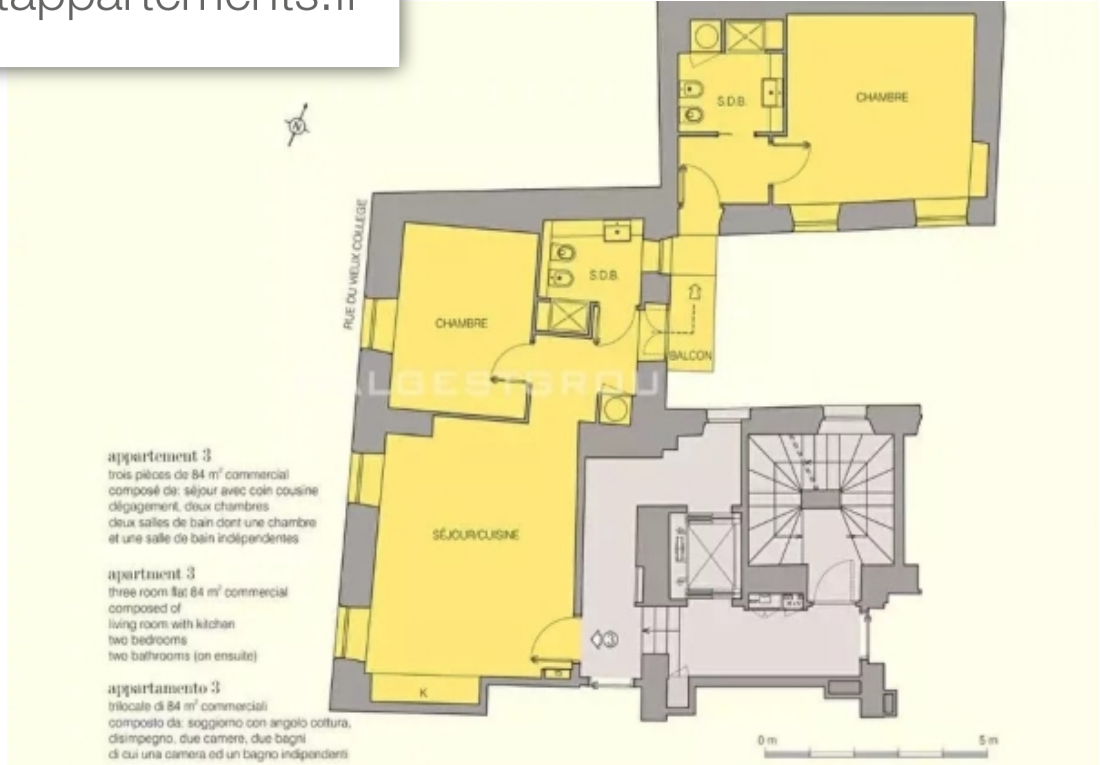 tappartements.fr
S.D.B.
CHAMBRE
N
RUE DU VIEUX COLLEGE
S.D.B.
CHAMBRE
BALCON
ALGESTGROU
appartement 3
trois pièces de 84 m² commercial
composé de: séjour avec coin cousine
dégagement, deux chambres
deux salles de bain dont une chambre
et une salle de bain indépendentes
SÉJOUR/CUISINE
apartment 3
three room flat 84 m² commercial
composed of
living room with kitchen
two bedrooms
two bathrooms (on ensuite)
3
appartamento 3
trilocale di 84 m² commerciali
composto da: soggiorno con angolo cottura,
disimpegno, due camere, due bagni
di cui una camera ed un bagno indipendenti
K
0 m
5 m